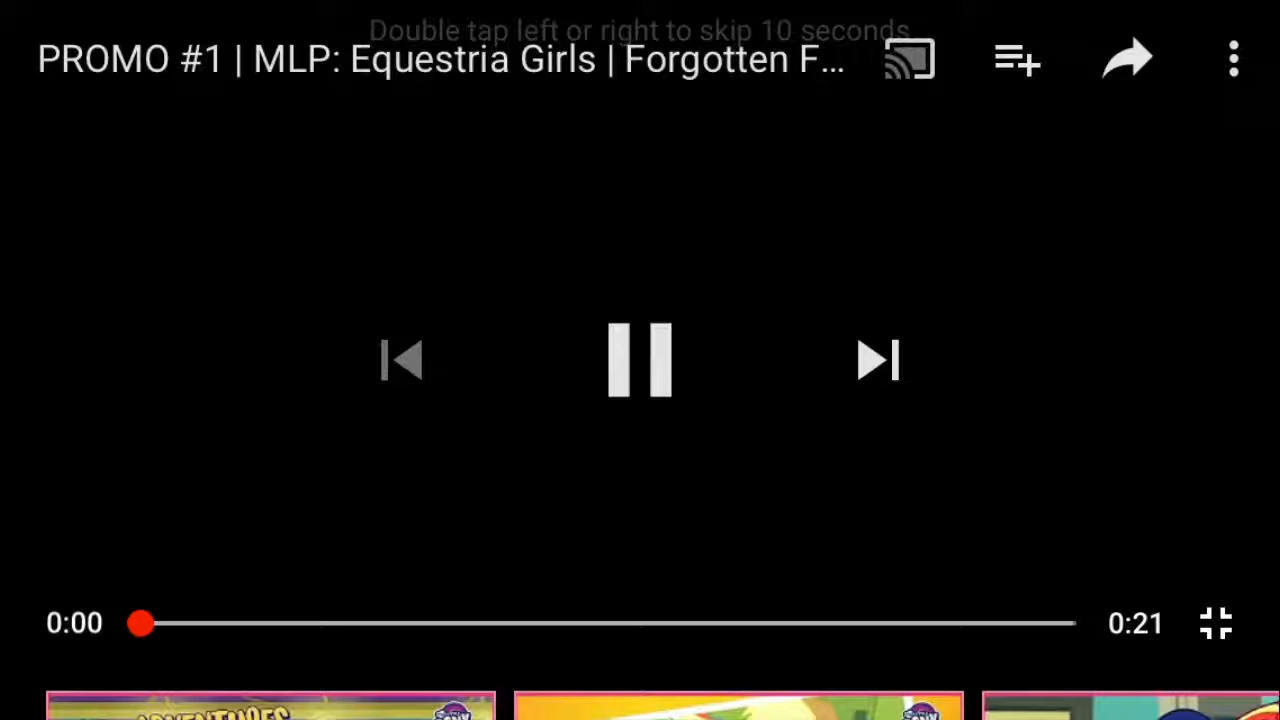 Double tap left or right to skip 10 seconds
PROMO #1 | MLP: Equestria Girls | Forgotten F...
0:00
0:21
ADVENTURES